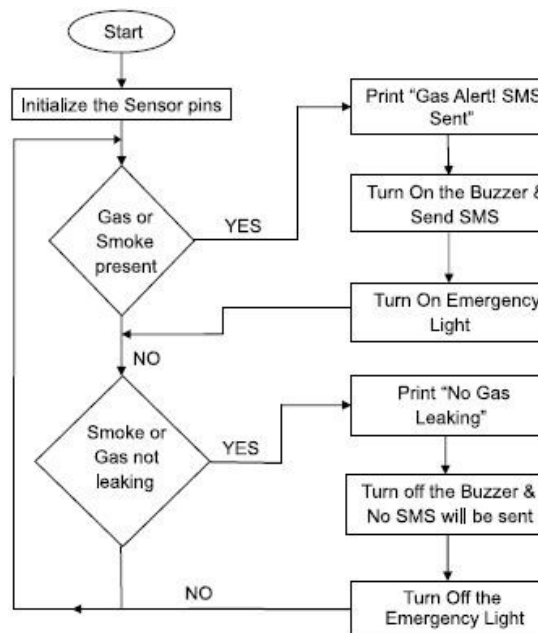 Start
Initialize the Sensor pins
Gas or
Smoke
present
YES
Print "Gas Alert! SMS
Sent"
Turn On the Buzzer &
Send SMS
Turn On Emergency
Light
NO
Smoke or
Gas not
leaking
YES
Print "No Gas
Leaking"
Turn off the Buzzer &
No SMS will be sent
Turn Off the
Emergency Light
NO